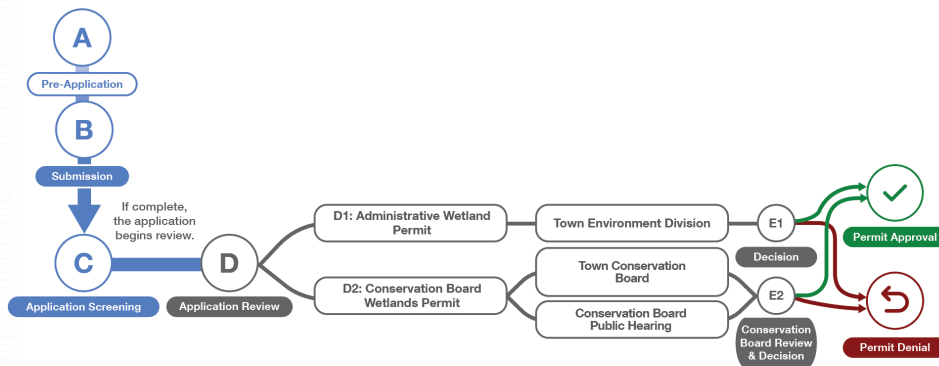 A
Pre-Application
B
Submission
If complete,
the application
begins review.
C
Application Screening
D
Application Review
D1: Administrative Wetland
Permit
Town Environment Division
E1
Decision
D2: Conservation Board
Wetlands Permit
Town Conservation
Board
Conservation Board
Public Hearing
E2
Conservation
Board Review
& Decision
Permit Approval
Permit Denial